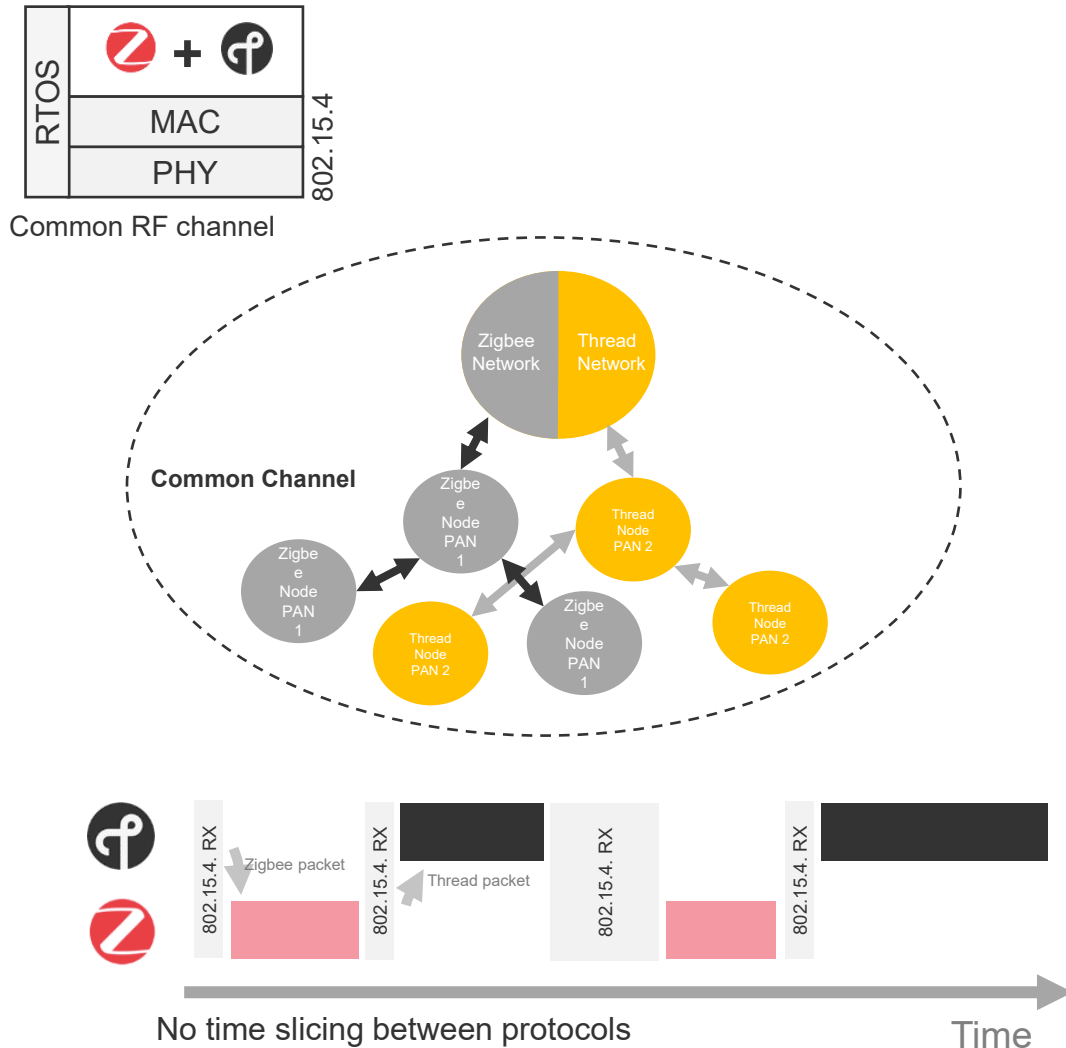 RTOS
+
MAC
PHY
802.15.4
Common RF channel
Zigbee
Network
Thread
Network
Common Channel
Zigbe
e
Node
PAN
1
Thread
Node
PAN 2
Zigbe
e
Node
PAN
1
Thread
Node
PAN 2
Zigbe
e
Node
PAN
1
Thread
Node
PAN 2
802.15.4. RX
Zigbee packet
802.15.4. RX
Thread packet
802.15.4. RX
802.15.4. RX
No time slicing between protocols
Time